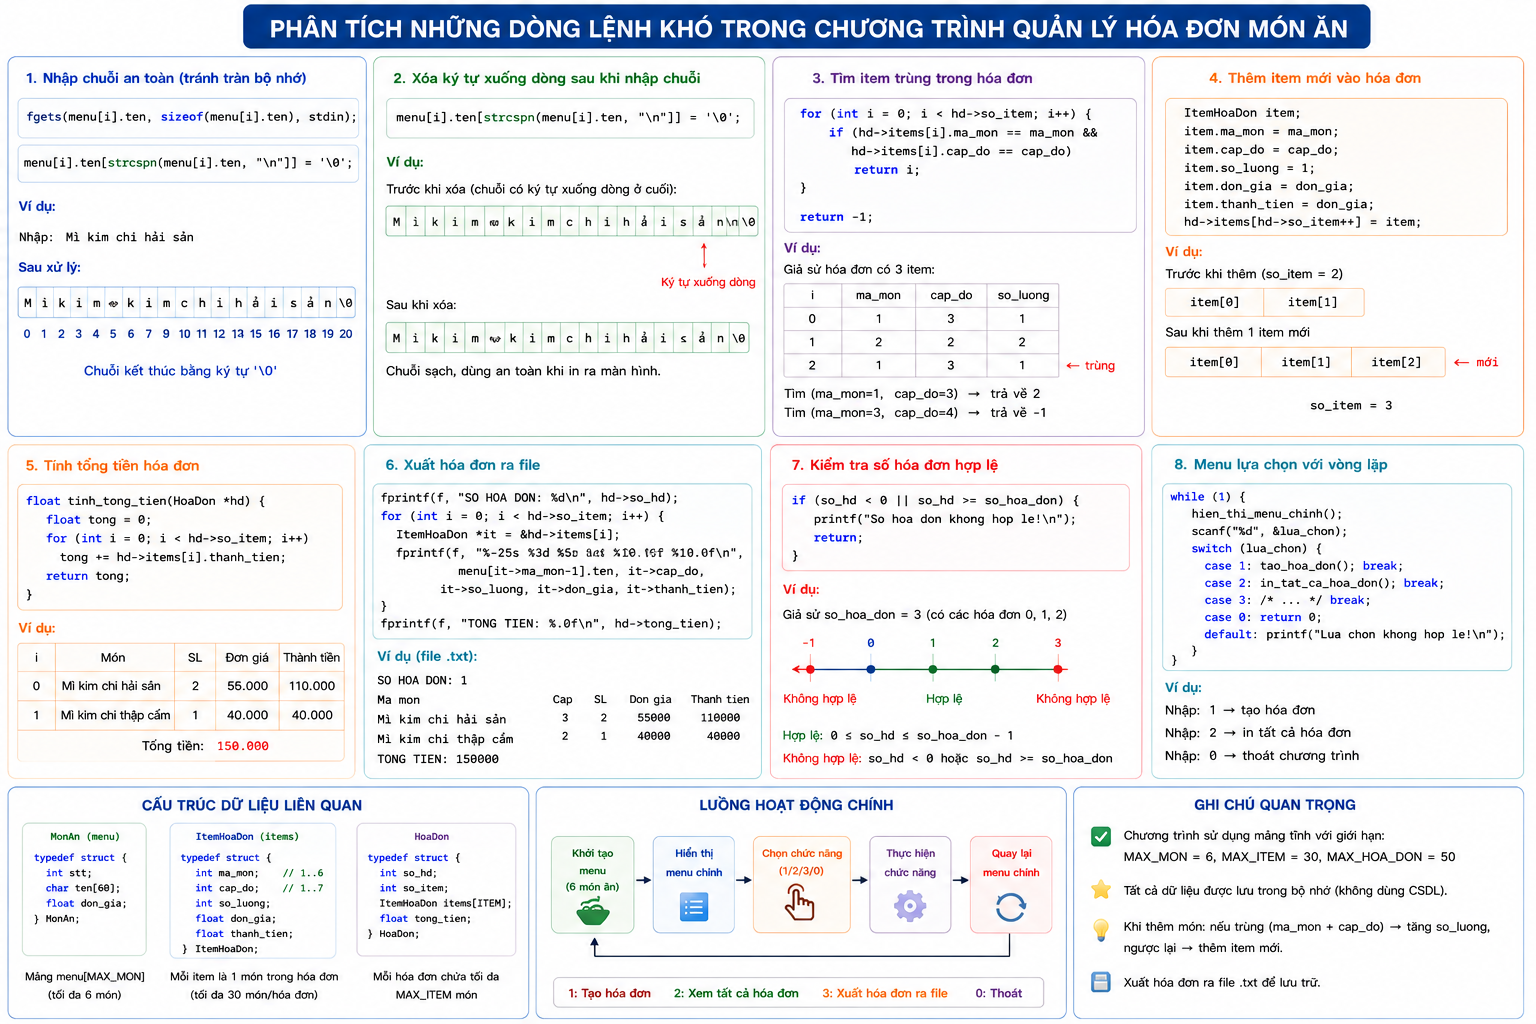 PHÂN TÍCH NHỮNG DÒNG LỆNH KHÓ TRONG CHƯƠNG TRÌNH QUẢN LÝ HÓA ĐƠN MÓN ĂN
1. Nhập chuỗi an toàn (tránh tràn bộ nhớ)
fgets(menu[i].ten, sizeof(menu[i].ten), stdin);
menu[i].ten[strcspn(menu[i].ten, "\n"]] = '\0';
Ví dụ:
Nhập: Mì kim chi hải sản
Sau xử lý:
M i k i m k i m c h i h ả i s ả n \0
0 1 2 3 4 5 6 7 8 9 10 11 12 13 14 15 16 17 18 19 20
Chuỗi kết thúc bằng ký tự '\0'
2. Xóa ký tự xuống dòng sau khi nhập chuỗi
menu[i].ten[strcspn(menu[i].ten, "\n"]] = '\0';
Ví dụ:
Trước khi xóa (chuỗi có ký tự xuống dòng ở cuối):
M i k i m k i m c h i h ả i s ả n\n \0
Ký tự xuống dòng
Sau khi xóa:
M i k i m k i m c h i h ả i s ả n \0
Chuỗi sạch, dùng an toàn khi in ra màn hình.
3. Tìm item trùng trong hóa đơn
for (int i = 0; i < hd->so_item; i++) {
if (hd->items[i].ma_mon == ma_mon &&
hd->items[i].cap_do == cap_do)
return i;
}
return -1;
Ví dụ:
Giả sử hóa đơn có 3 item:
i ma_mon cap_do so_luong
0 1 3 1
1 2 2 2
2 1 3 1 ← trùng
Tìm (ma_mon=1, cap_do=3) → trả về 2
Tìm (ma_mon=3, cap_do=4) → trả về -1
4. Thêm item mới vào hóa đơn
ItemHoaDon item;
item.ma_mon = ma_mon;
item.cap_do = cap_do;
item.so_luong = 1;
item.don_gia = don_gia;
item.thanh_tien = don_gia;
hd->items[hd->so_item++] = item;
Ví dụ:
Trước khi thêm (so_item = 2)
item[0] item[1]
Sau khi thêm 1 item mới
item[0] item[1] item[2] ← mới
so_item = 3
5. Tính tổng tiền hóa đơn
float tinh_tong_tien(HoaDon *hd) {
float tong = 0;
for (int i = 0; i < hd->so_item; i++)
tong += hd->items[i].thanh_tien;
return tong;
}
Ví dụ:
i Món SL Đơn giá Thành tiền
0 Mì kim chi hải sản 2 55.000 110.000
1 Mì kim chi thập cẩm 1 40.000 40.000
Tổng tiền: 150.000
6. Xuất hóa đơn ra file
fprintf(f, "SO HOA DON: %d\n", hd->so_hd);
for (int i = 0; i < hd->so_item; i++) {
ItemHoaDon *it = &hd->items[i];
fprintf(f, "%-25s %3d %10.0f\n",
menu[it->ma_mon-1].ten, it->cap_do,
it->so_luong, it->don_gia, it->thanh_tien);
}
fprintf(f, "TONG TIEN: %.0f\n", hd->tong_tien);
Ví dụ (file .txt):
SO HOA DON: 1
Ma mon Cap SL Don gia Thanh tien
Mì kim chi hải sản 3 2 55000 110000
Mì kim chi thập cẩm 2 1 40000 40000
TONG TIEN: 150000
7. Kiểm tra số hóa đơn hợp lệ
if (so_hd < 0 || so_hd >= so_hoa_don) {
printf("So hoa don khong hop le!\n");
return;
}
Ví dụ:
Giả sử so_hoa_don = 3 (có các hóa đơn 0, 1, 2)
-1 0 1 2 3
Không hợp lệ Hợp lệ Không hợp lệ
Hợp lệ: 0 ≤ so_hd ≤ so_hoa_don - 1
Không hợp lệ: so_hd < 0 hoặc so_hd >= so_hoa_don
8. Menu lựa chọn với vòng lặp
while (1) {
hien_thi_menu_chinh();
scanf("%d", &lua_chon);
switch (lua_chon) {
case 1: tao_hoa_don(); break;
case 2: in_tat_ca_hoa_don(); break;
case 3: /* ... */ break;
case 0: return 0;
default: printf("Lua chon khong hop le!\n");
}
}
Ví dụ:
Nhập: 1 → tạo hóa đơn
Nhập: 2 → in tất cả hóa đơn
Nhập: 0 → thoát chương trình
CẤU TRÚC DỮ LIỆU LIÊN QUAN
MonAn (menu)
typedef struct {
int stt;
char ten[60];
float don_gia;
} MonAn;
Mảng menu[MAX_MON]
(tối đa 6 món)
ItemHoaDon (items)
typedef struct {
int ma_mon; // 1..6
int cap_do; // 1..7
int so_luong;
float don_gia;
float thanh_tien;
} ItemHoaDon;
Mỗi item là 1 món trong hóa đơn
(tối đa 30 món/hóa đơn)
HoaDon
typedef struct {
int so_hd;
int so_item;
ItemHoaDon items[ITEM];
float tong_tien;
} HoaDon;
Mỗi hóa đơn chứa tối đa
MAX_ITEM món
LUỒNG HOẠT ĐỘNG CHÍNH
Khởi tạo
menu
(6 món ăn)
Hiển thị
menu chính
Chọn chức năng
(1/2/3/0)
Thực hiện
chức năng
Quay lại
menu chính
1: Tạo hóa đơn 2: Xem tất cả hóa đơn 3: Xuất hóa đơn ra file 0: Thoát
GHI CHÚ QUAN TRỌNG
Chương trình sử dụng mảng tĩnh với giới hạn:
MAX_MON = 6, MAX_ITEM = 30, MAX_HOA_DON = 50
Tất cả dữ liệu được lưu trong bộ nhớ (không dùng CSDL).
Khi thêm món: nếu trùng (ma_mon + cap_do) → tăng so_luong,
ngược lại → thêm item mới.
Xuất hóa đơn ra file .txt để lưu trữ.